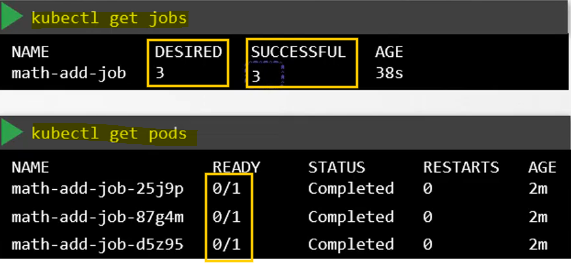 kubectl get jobs
NAME DESIRED SUCCESSFUL AGE
math-add-job 3 3 38s
kubectl get pods
NAME READY STATUS RESTARTS AGE
math-add-job-25j9p 0/1 Completed 0 2m
math-add-job-87g4m 0/1 Completed 0 2m
math-add-job-d5z95 0/1 Completed 0 2m